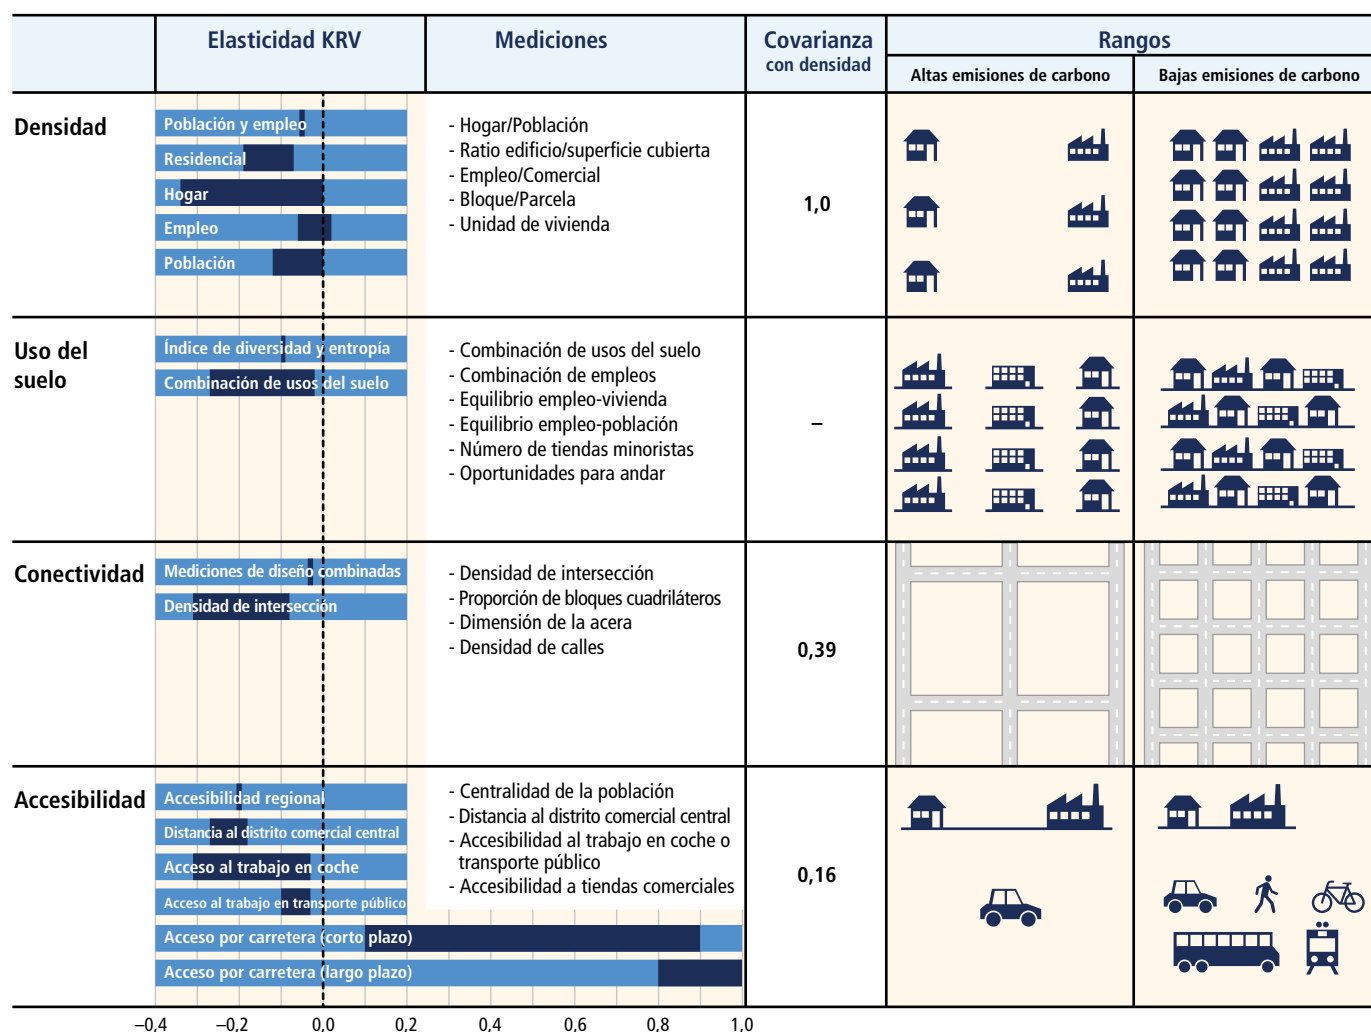 Elasticidad KRV
Mediciones
Covarianza
con densidad
Rangos
Altas emisiones de carbono
Bajas emisiones de carbono
Densidad
Población y empleo
Residencial
Hogar
Empleo
Población
- Hogar/Población
- Ratio edificio/superficie cubierta
- Empleo/Comercial
- Bloque/Parcela
- Unidad de vivienda
1,0
Uso del
suelo
Índice de diversidad y entropía
Combinación de usos del suelo
- Combinación de usos del suelo
- Combinación de empleos
- Equilibrio empleo-vivienda
- Equilibrio empleo-población
- Número de tiendas minoristas
- Oportunidades para andar
–
Conectividad
Mediciones de diseño combinadas
Densidad de intersección
- Densidad de intersección
- Proporción de bloques cuadriláteros
- Dimensión de la acera
- Densidad de calles
0,39
Accesibilidad
Accesibilidad regional
Distancia al distrito comercial central
Acceso al trabajo en coche
Acceso al trabajo en transporte público
Acceso por carretera (corto plazo)
Acceso por carretera (largo plazo)
- Centralidad de la población
- Distancia al distrito comercial central
- Accesibilidad al trabajo en coche o
transporte público
- Accesibilidad a tiendas comerciales
0,16
–0,4 –0,2 0,0 0,2 0,4 0,6 0,8 1,0